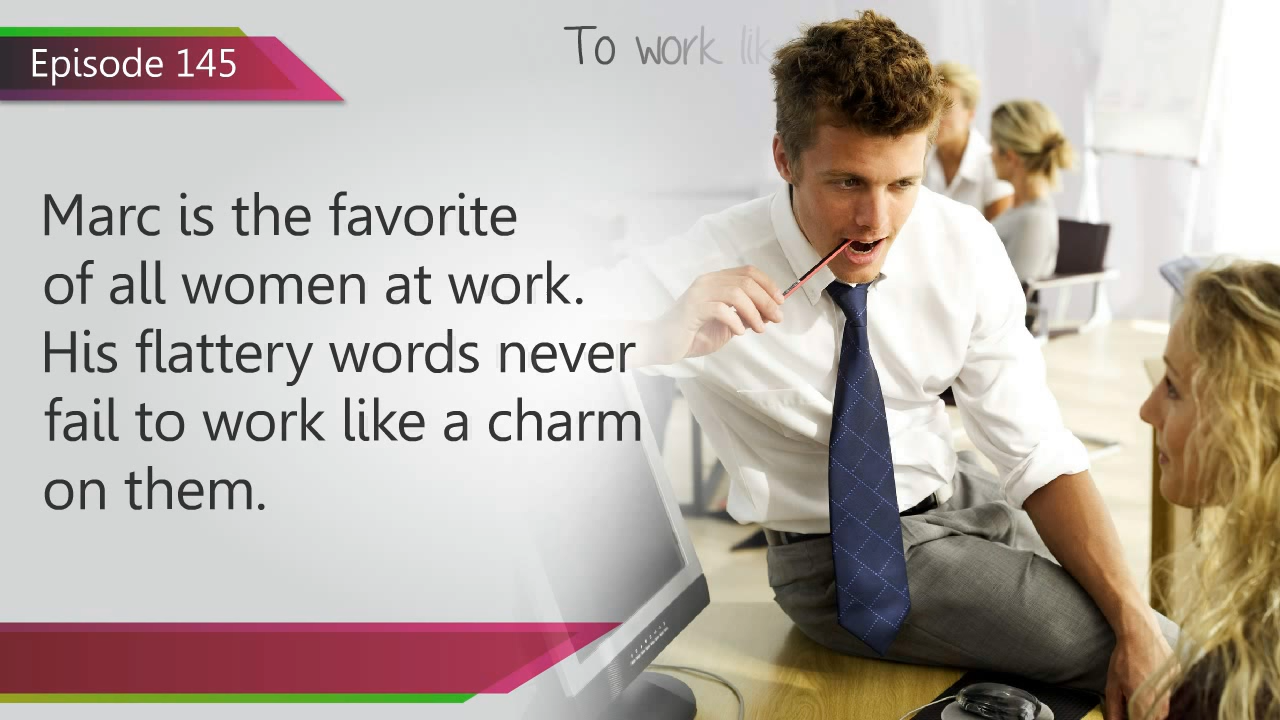 Episode 145
To work lik
Marc is the favorite
of all women at work.
His flattery words never
fail to work like a charm
on them.